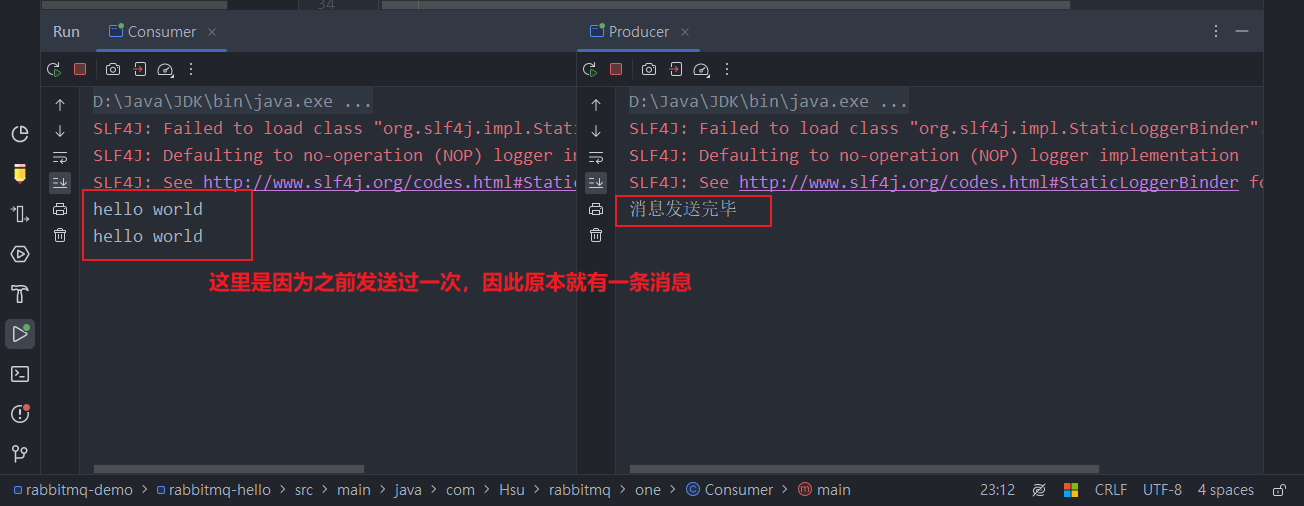 34
Run
Consumer
Producer
D:\Java\JDK\bin\java.exe ...
SLF4J: Failed to load class "org.slf4j.impl.Stati
SLF4J: Defaulting to no-operation (NOP) logger im
SLF4J: See http://www.slf4j.org/codes.html#Static
hello world
hello world
D:\Java\JDK\bin\java.exe ...
SLF4J: Failed to load class "org.slf4j.impl.StaticLoggerBinder".
SLF4J: Defaulting to no-operation (NOP) logger implementation
SLF4J: See http://www.slf4j.org/codes.html#StaticLoggerBinder fo
消息发送完毕
这里是因为之前发送过一次，因此原本就有一条消息
rabbitmq-demo > rabbitmq-hello > src > main > java > com > Hsu > rabbitmq > one > Consumer > main 23:12 CRLF UTF-8 4 spaces